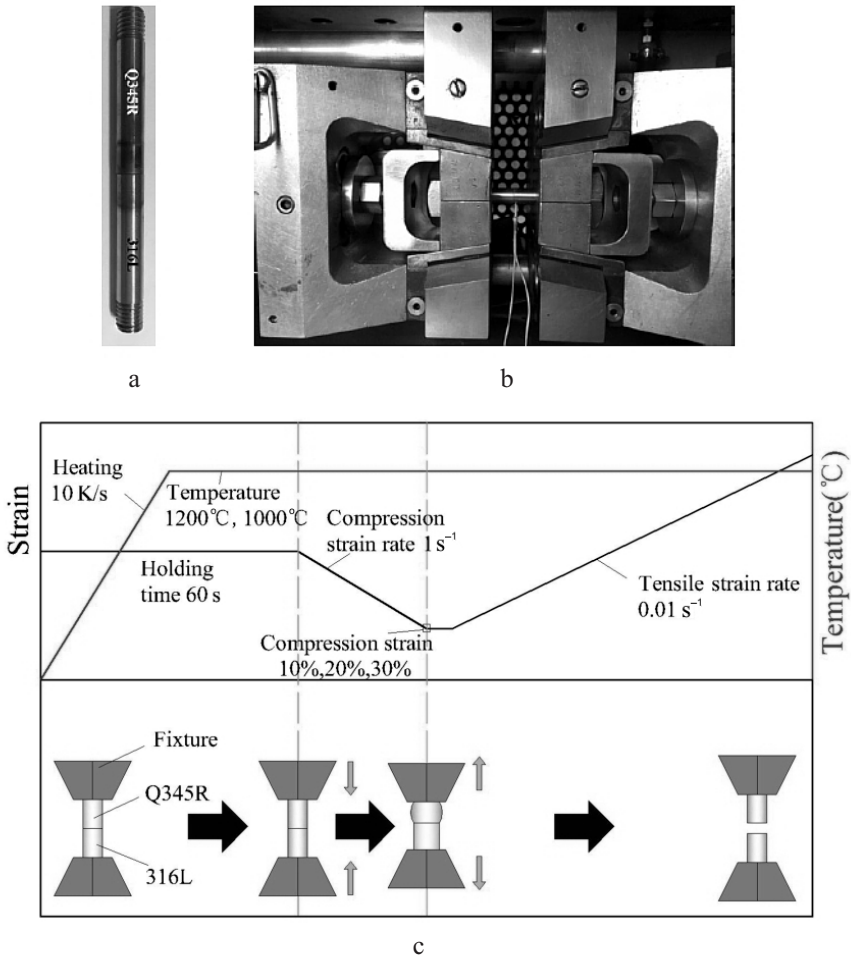 Q345R
316L
a
b
Strain
Temperature(℃)
Heating
10 K/s
Temperature
1200℃, 1000℃
Compression
strain rate 1 s⁻¹
Holding
time 60 s
Tensile strain rate
0.01 s⁻¹
Compression strain
10%,20%,30%
Fixture
Q345R
316L
c